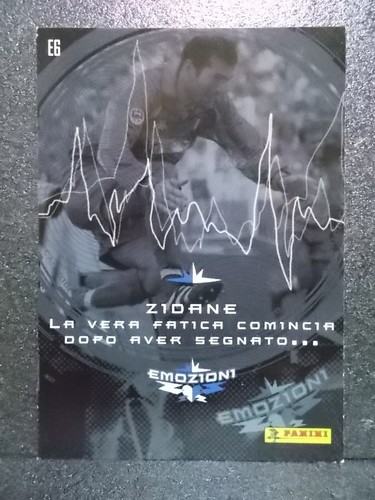 E6
ZIDANE
LA VERA FATICA COMINCIA
DOPO AVER SEGNATO...
EMOZIONI
EMOZIONI
PANINI